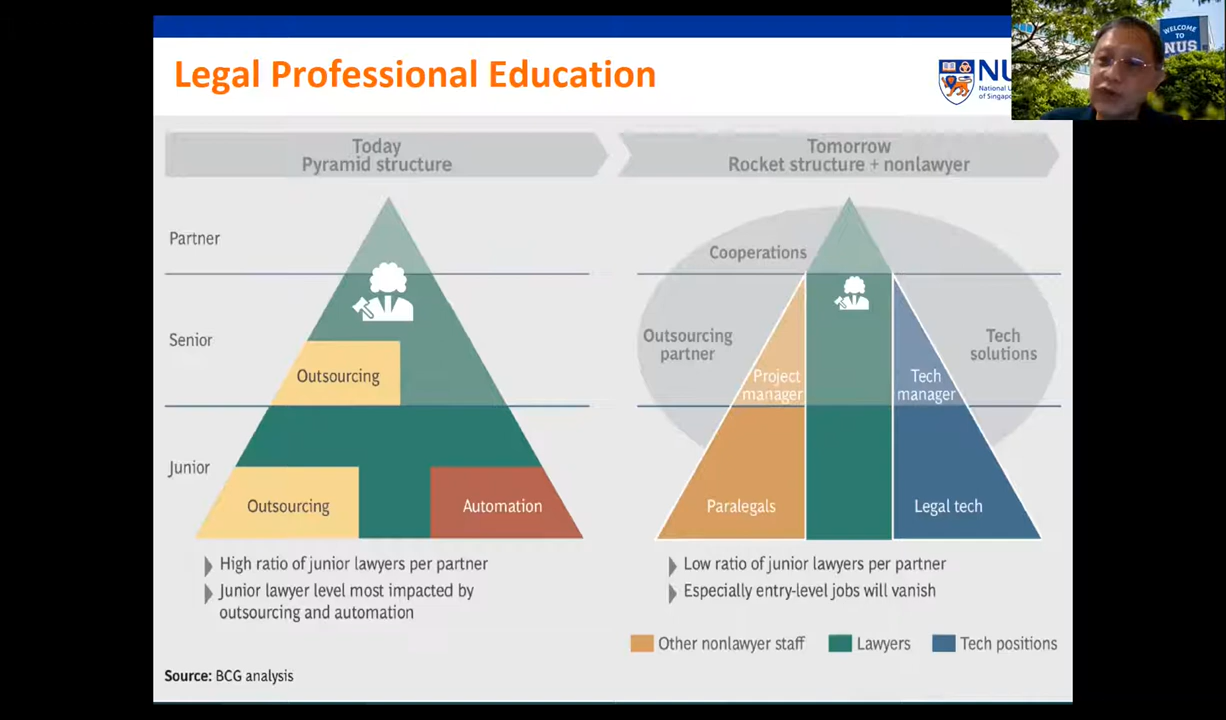 Legal Professional Education
NU
National U
of Singap
WELCOME
TO
NUS
Today
Pyramid structure
Tomorrow
Rocket structure + nonlawyer
Partner
Senior
Junior
Outsourcing
Outsourcing
Automation
Cooperations
Outsourcing
partner
Tech
solutions
Project
manager
Tech
manager
Paralegals
Legal tech
High ratio of junior lawyers per partner
Junior lawyer level most impacted by
outsourcing and automation
Low ratio of junior lawyers per partner
Especially entry-level jobs will vanish
Other nonlawyer staff
Lawyers
Tech positions
Source: BCG analysis